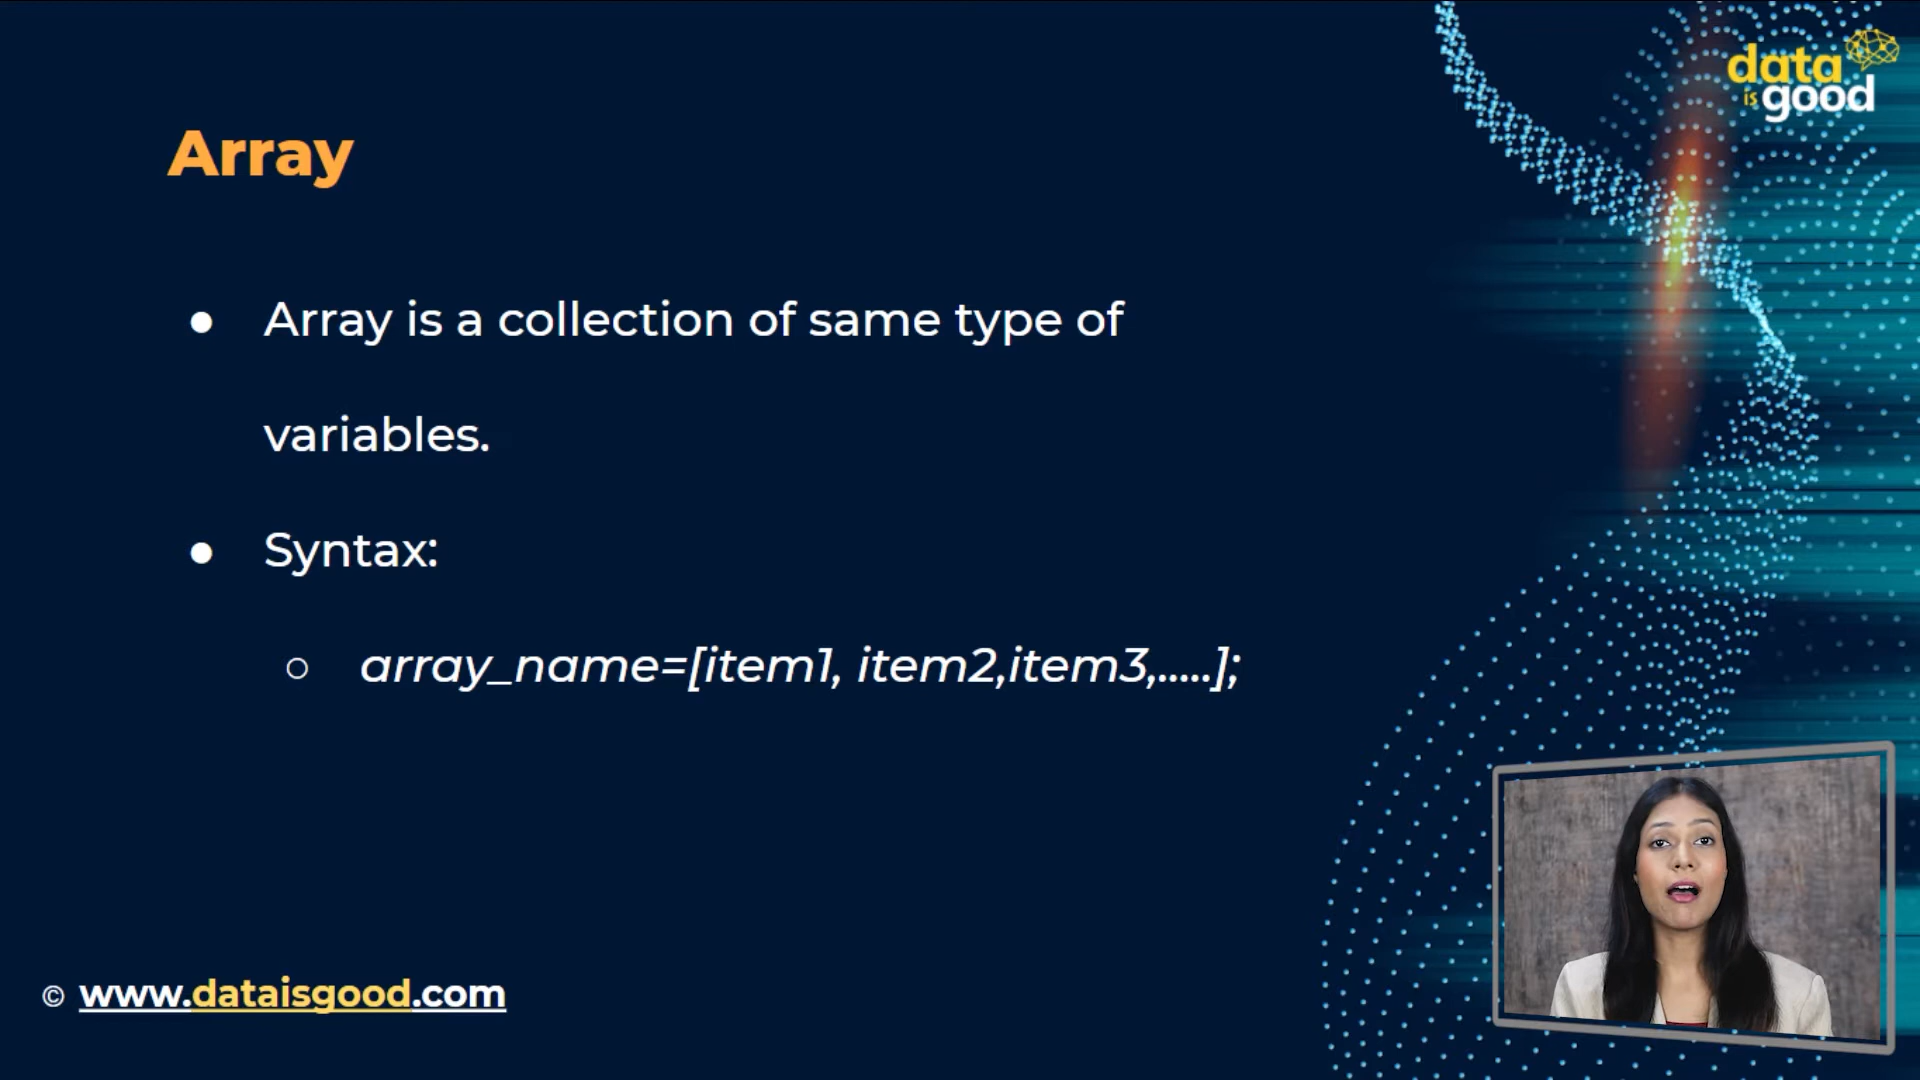 data
is good
Array
● Array is a collection of same type of
variables.
● Syntax:
○ array_name=[item1, item2,item3,.....];
© www.dataisgood.com